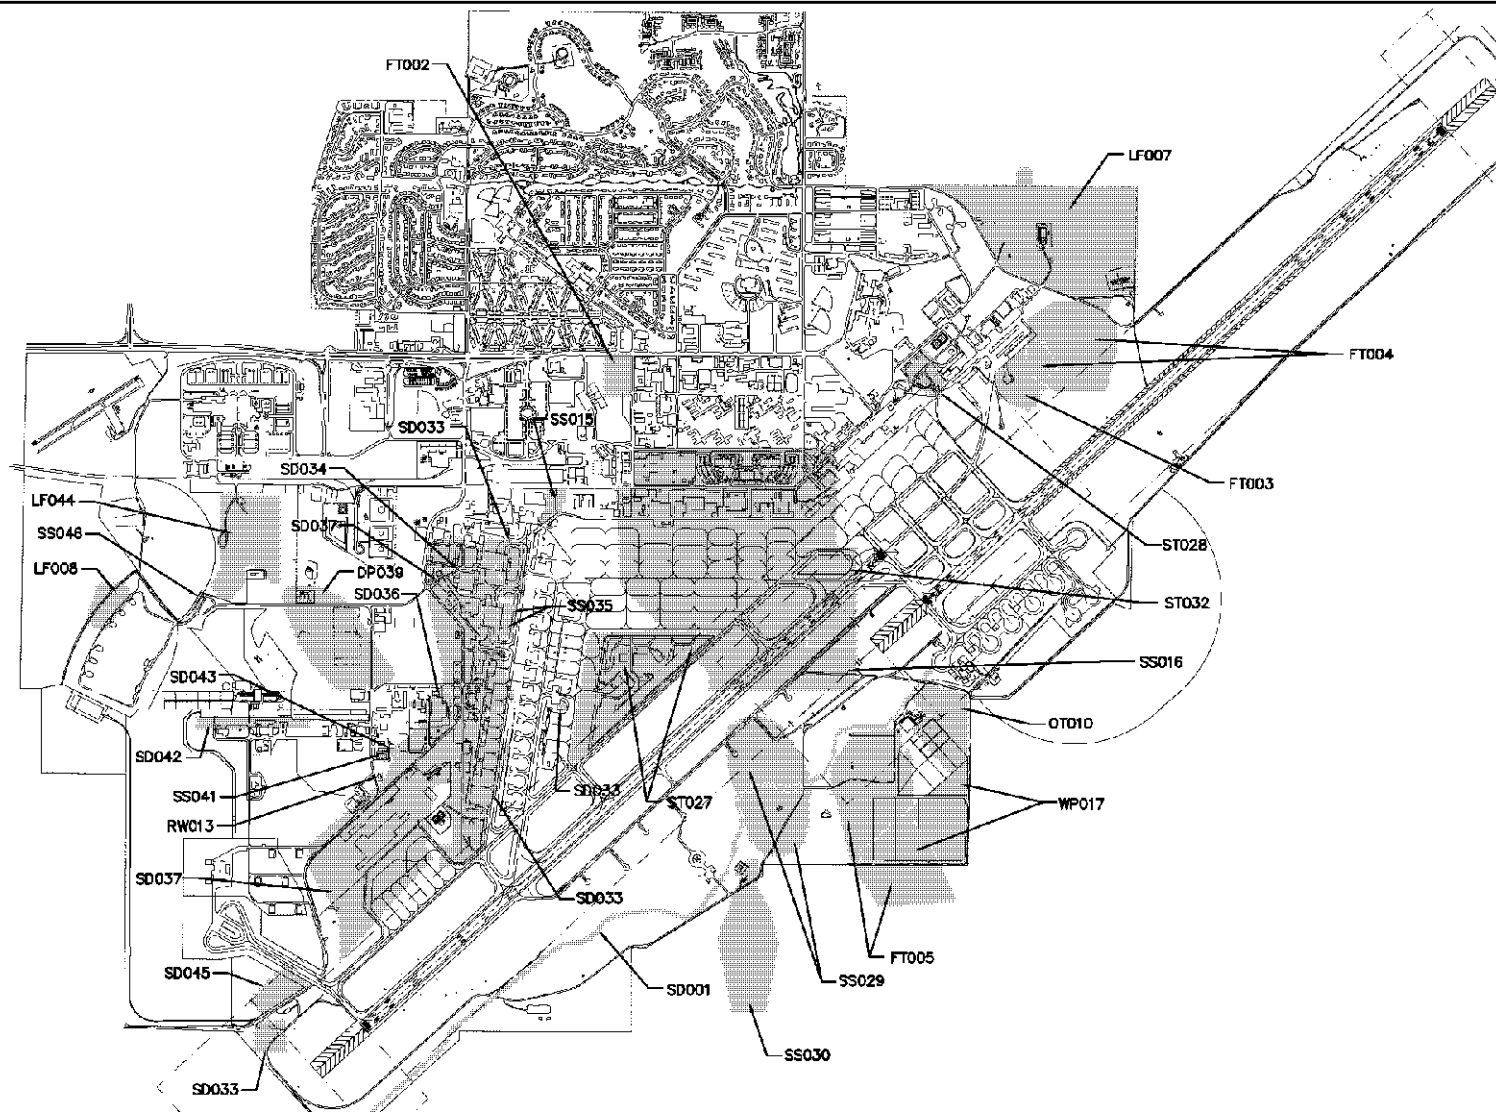 FT002
LF007
FT004
SS015
SD033
SD034
FT003
LF044
SD037
SS046
ST028
LF008
DP039
SD036
ST032
SS035
SS016
SD043
OT010
SD042
SD033
SS041
ST027
WP017
RW013
SD037
SD033
FT005
SD045
SS029
SD001
SS030
SD033